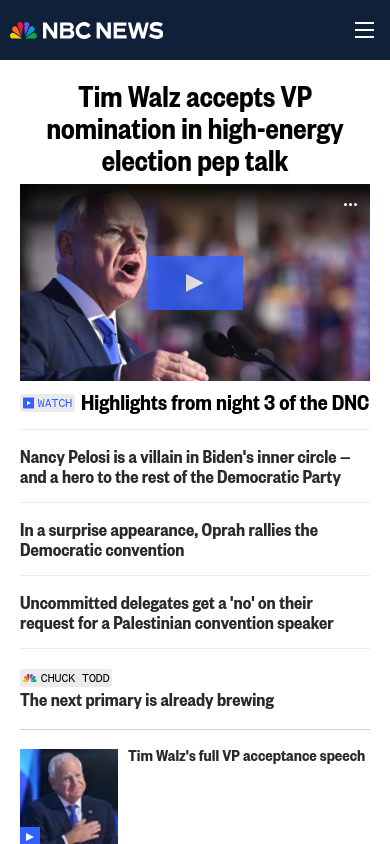 NBC NEWS
Tim Walz accepts VP
nomination in high-energy
election pep talk
WATCH Highlights from night 3 of the DNC
Nancy Pelosi is a villain in Biden's inner circle —
and a hero to the rest of the Democratic Party
In a surprise appearance, Oprah rallies the
Democratic convention
Uncommitted delegates get a 'no' on their
request for a Palestinian convention speaker
CHUCK TODD
The next primary is already brewing
Tim Walz's full VP acceptance speech